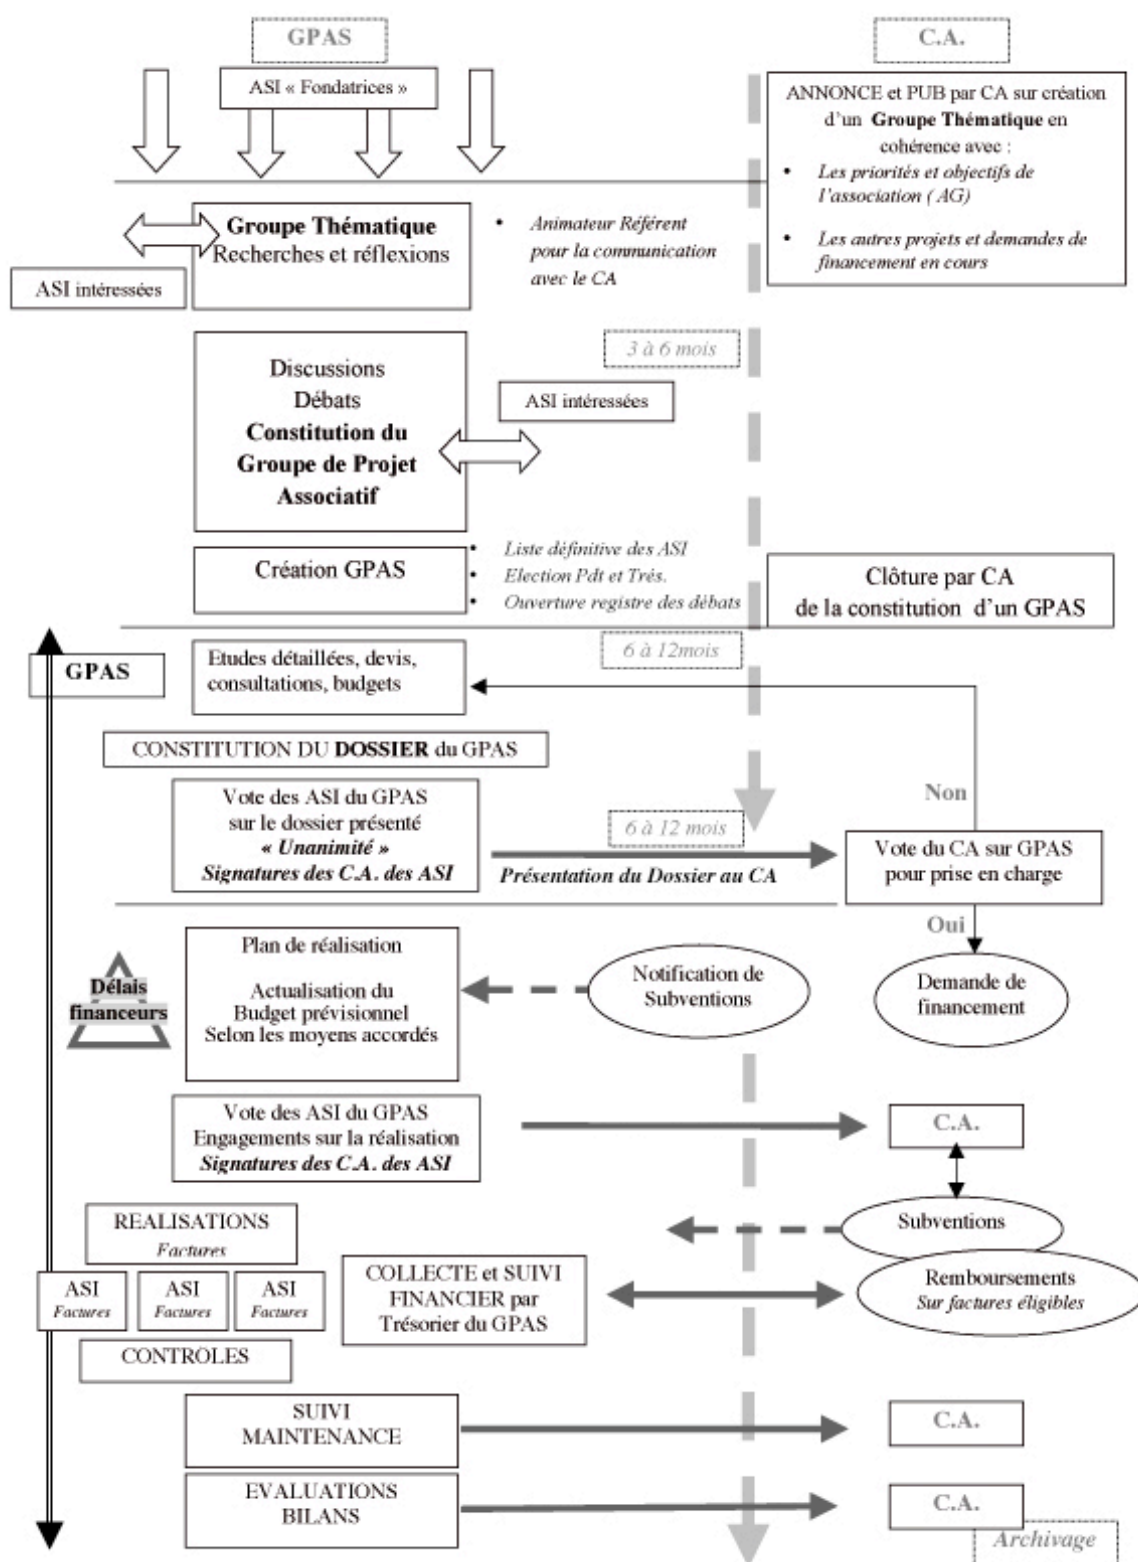 GPAS
C.A.
ASI « Fondatrices »
ANNONCE et PUB par CA sur création
d'un Groupe Thématique en
cohérence avec :
• Les priorités et objectifs de
l'association ( AG)
• Les autres projets et demandes de
financement en cours
Groupe Thématique
Recherches et réflexions
• Animateur Référent
pour la communication
avec le CA
ASI intéressées
3 à 6 mois
Discussions
Débats
Constitution du
Groupe de Projet
Associatif
ASI intéressées
Création GPAS
• Liste définitive des ASI
• Election Pdt et Trés.
• Ouverture registre des débats
Clôture par CA
de la constitution d'un GPAS
GPAS
Etudes détaillées, devis,
consultations, budgets
6 à 12mois
CONSTITUTION DU DOSSIER du GPAS
Vote des ASI du GPAS
sur le dossier présenté
« Unanimité »
Signatures des C.A. des ASI
6 à 12 mois
Présentation du Dossier au CA
Non
Vote du CA sur GPAS
pour prise en charge
Oui
Délais
financeurs
Plan de réalisation
Actualisation du
Budget prévisionnel
Selon les moyens accordés
Notification de
Subventions
Demande de
financement
Vote des ASI du GPAS
Engagements sur la réalisation
Signatures des C.A. des ASI
C.A.
REALISATIONS
Factures
Subventions
ASI
Factures
ASI
Factures
ASI
Factures
COLLECTE et SUIVI
FINANCIER par
Trésorier du GPAS
Remboursements
Sur factures éligibles
CONTROLES
SUIVI
MAINTENANCE
C.A.
EVALUATIONS
BILANS
C.A.
Archivage